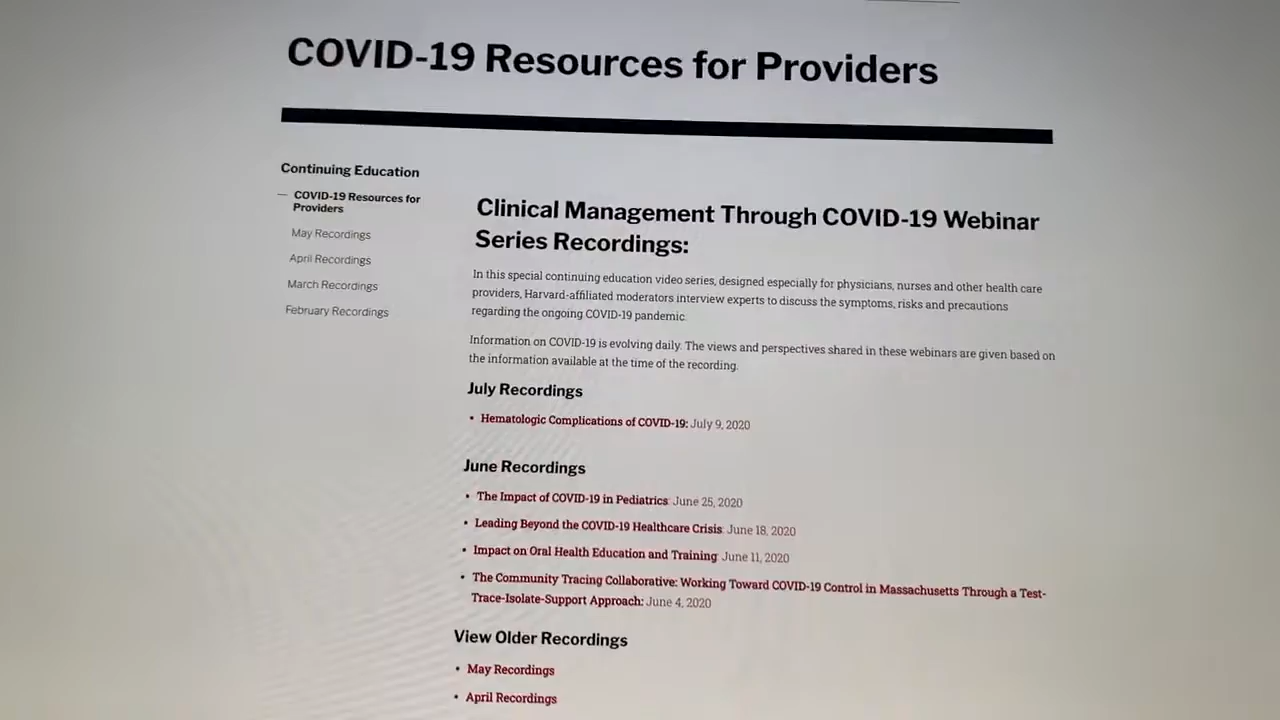 COVID-19 Resources for Providers
Continuing Education
— COVID-19 Resources for
Providers
May Recordings
April Recordings
March Recordings
February Recordings
Clinical Management Through COVID-19 Webinar
Series Recordings:
In this special continuing education video series, designed especially for physicians, nurses and other health care
providers, Harvard-affiliated moderators interview experts to discuss the symptoms, risks and precautions
regarding the ongoing COVID-19 pandemic.
Information on COVID-19 is evolving daily. The views and perspectives shared in these webinars are given based on
the information available at the time of the recording.
July Recordings
• Hematologic Complications of COVID-19: July 9, 2020
June Recordings
• The Impact of COVID-19 in Pediatrics: June 25, 2020
• Leading Beyond the COVID-19 Healthcare Crisis: June 18, 2020
• Impact on Oral Health Education and Training: June 11, 2020
• The Community Tracing Collaborative: Working Toward COVID-19 Control in Massachusetts Through a Test-
Trace-Isolate-Support Approach: June 4, 2020
View Older Recordings
• May Recordings
• April Recordings